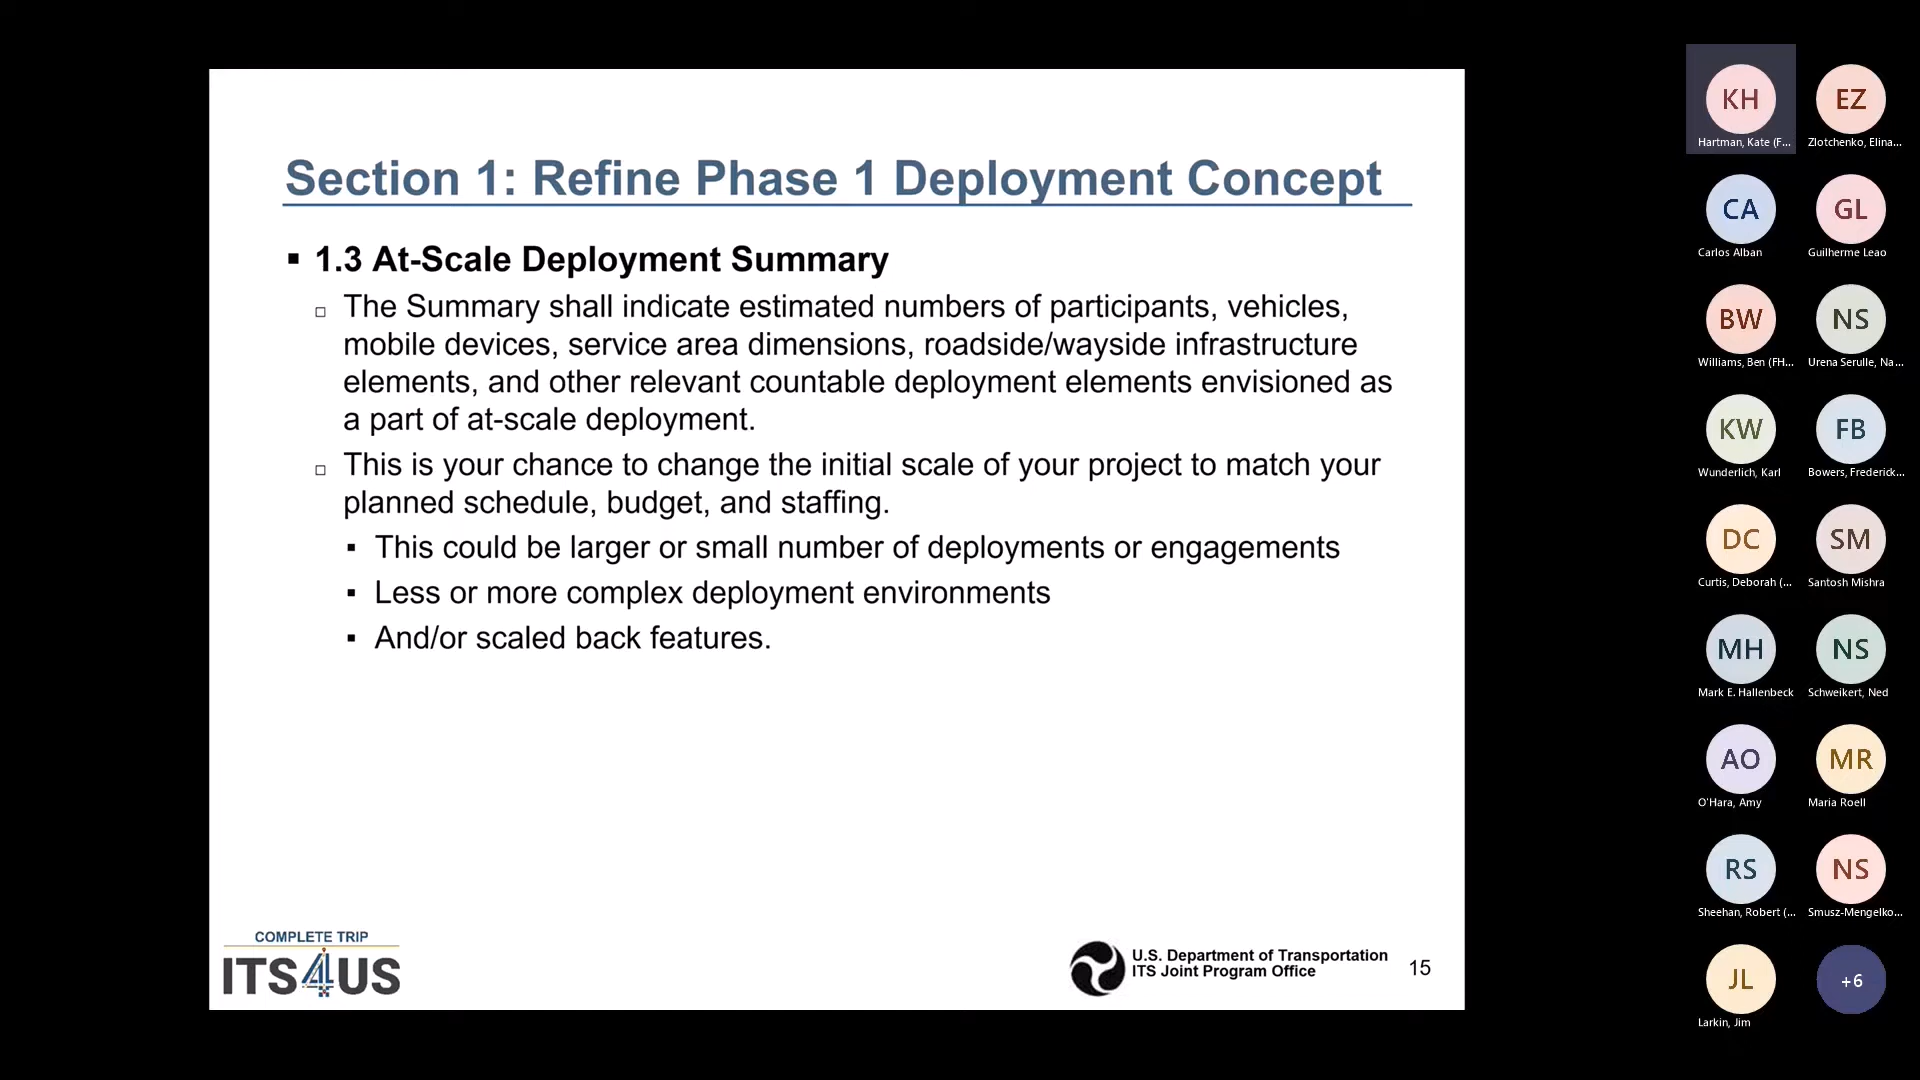 Section 1: Refine Phase 1 Deployment Concept
▪ 1.3 At-Scale Deployment Summary
□ The Summary shall indicate estimated numbers of participants, vehicles,
mobile devices, service area dimensions, roadside/wayside infrastructure
elements, and other relevant countable deployment elements envisioned as
a part of at-scale deployment.
□ This is your chance to change the initial scale of your project to match your
planned schedule, budget, and staffing.
▪ This could be larger or small number of deployments or engagements
▪ Less or more complex deployment environments
▪ And/or scaled back features.
COMPLETE TRIP
ITS4US
U.S. Department of Transportation
ITS Joint Program Office
15
KH
Hartman, Kate (F...
EZ
Zlotchenko, Elina...
CA
Carlos Alban
GL
Guilherme Leao
BW
Williams, Ben (FH...
NS
Urena Serulle, Na...
KW
Wunderlich, Karl
FB
Bowers, Frederick...
DC
Curtis, Deborah (...
SM
Santosh Mishra
MH
Mark E. Hallenbeck
NS
Schweikert, Ned
AO
O'Hara, Amy
MR
Maria Roell
RS
Sheehan, Robert (...
NS
Smusz-Mengelko...
JL
Larkin, Jim
+6